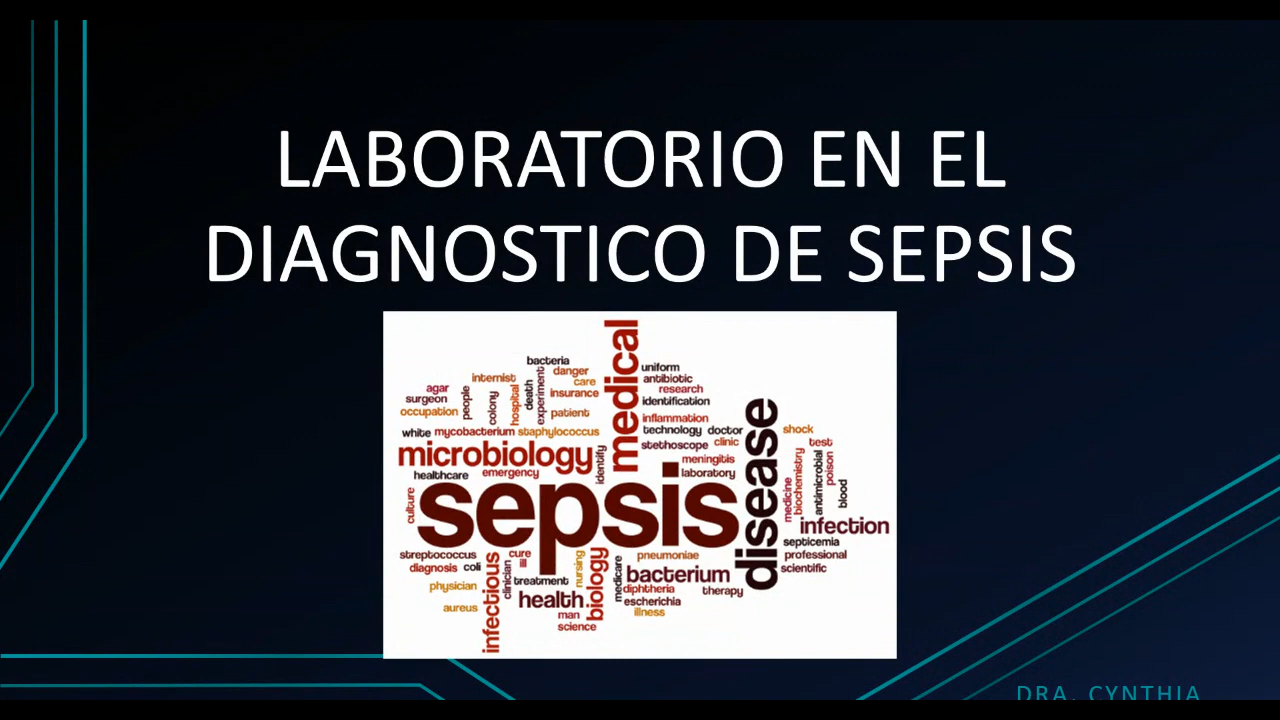 LABORATORIO EN EL
DIAGNOSTICO DE SEPSIS
medical
bacteria
uniform
danger
internist
antibiotic
care
agar
people
colony
hospital
death
experiment
insurance
research
surgeon
identification
occupation
patient
inflammation
disease
white
mycobacterium
staphylococcus
technology
doctor
shock
stethoscope
clinic
test
microbiology
identify
meningitis
healthcare
emergency
laboratory
medicine
biochemistry
antimicrobial
poison
blood
culture
sepsis
infection
septicemia
streptococcus
cure
pneumoniae
professional
diagnosis
coli
infectious
clinician
ill
nursing
biology
medicare
bacterium
scientific
physician
treatment
diphtheria
therapy
health
escherichia
aureus
man
illness
science
DRA. CYNTHIA